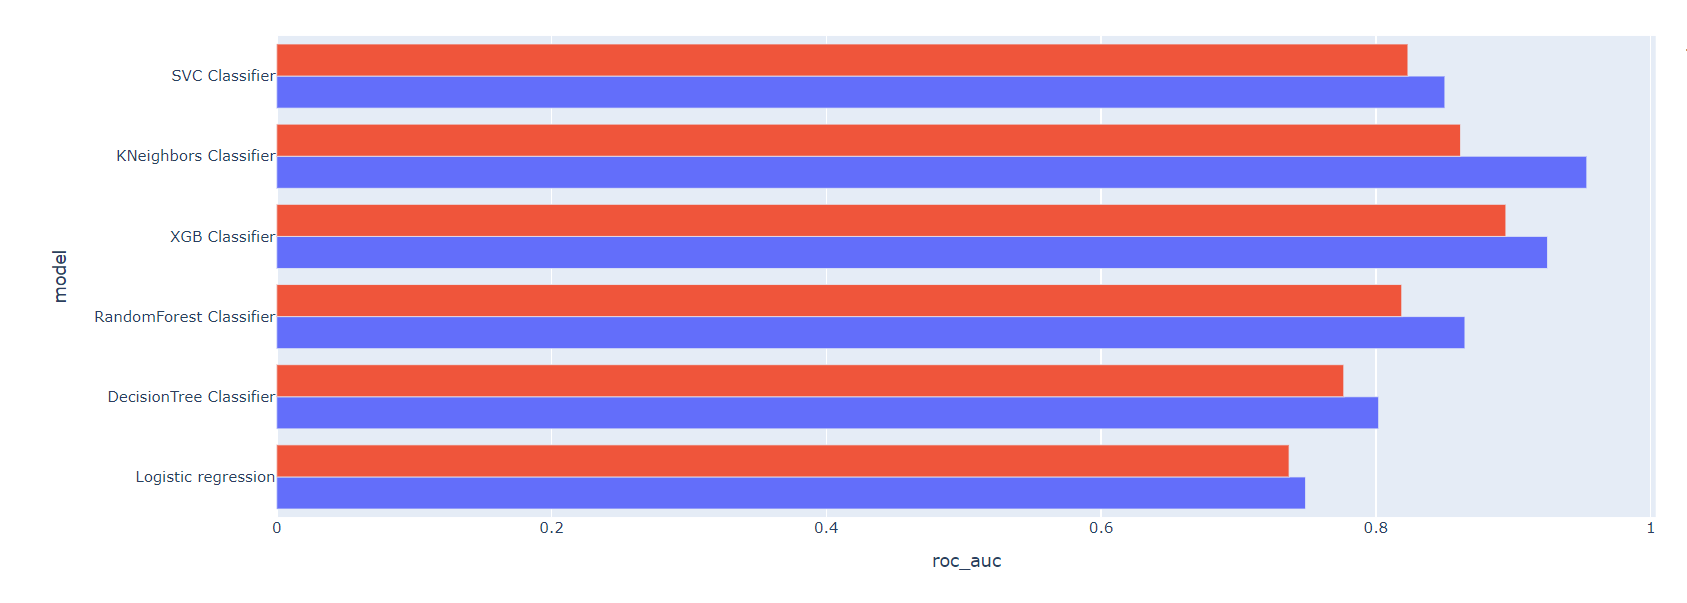 SVC Classifier
KNeighbors Classifier
XGB Classifier
model
RandomForest Classifier
DecisionTree Classifier
Logistic regression
0 0.2 0.4 0.6 0.8 1
roc_auc